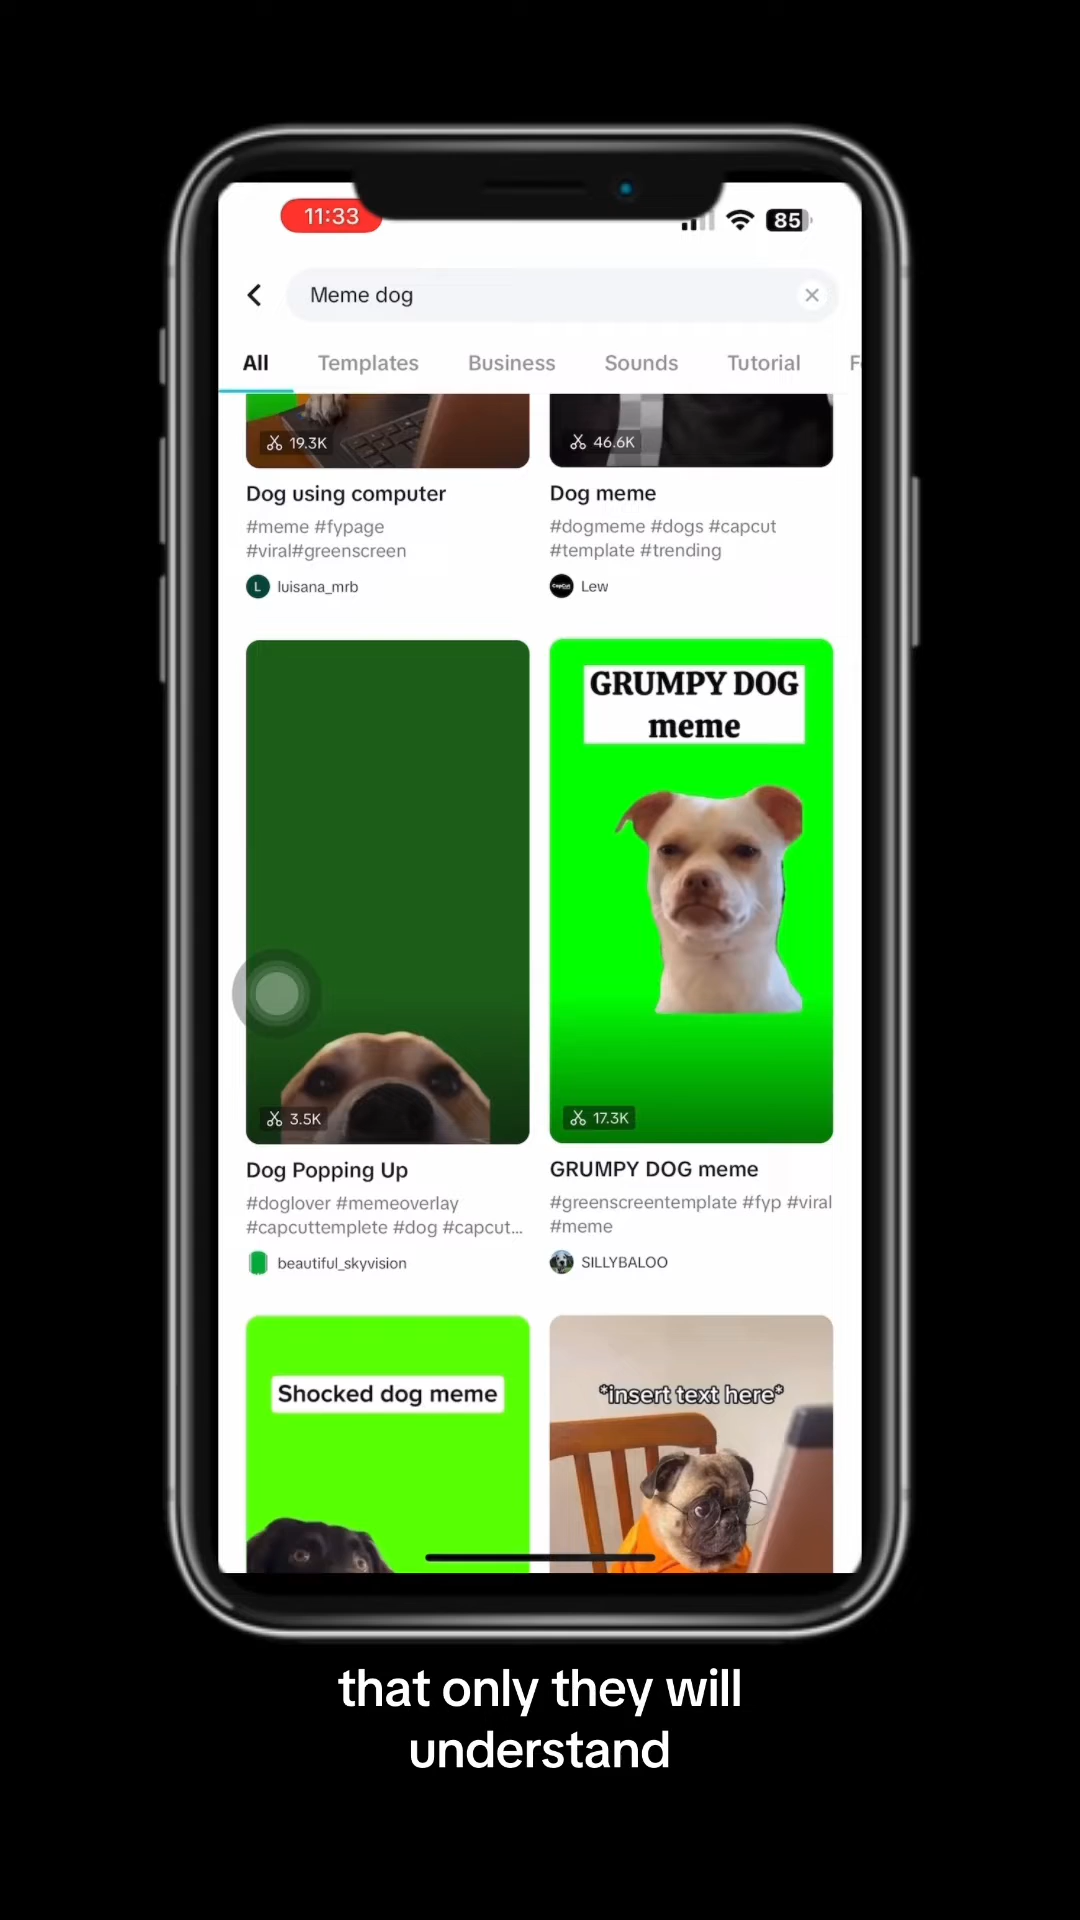 11:33
85
Meme dog
All Templates Business Sounds Tutorial
19.3K
46.6K
Dog using computer
#meme #fypage
#viral#greenscreen
L luisana_mrb
Dog meme
#dogmeme #dogs #capcut
#template #trending
CapCut Lew
GRUMPY DOG
meme
3.5K
17.3K
Dog Popping Up
#doglover #memeoverlay
#capcuttemplete #dog #capcut...
beautiful_skyvision
GRUMPY DOG meme
#greenscreentemplate #fyp #viral
#meme
SILLYBALOO
Shocked dog meme
*insert text here*
that only they will
understand